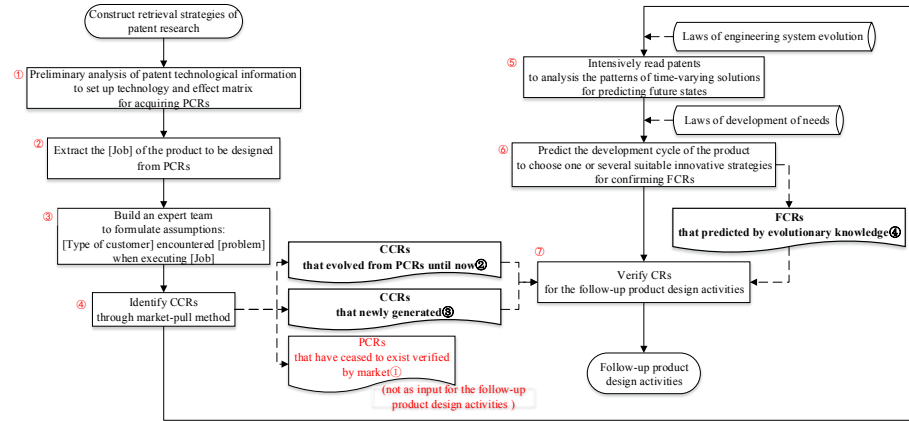 Construct retrieval strategies of
patent research
①
Preliminary analysis of patent technological information
to set up technology and effect matrix
for acquiring PCRs
②
Extract the [Job] of the product to be designed
from PCRs
③
Build an expert team
to formulate assumptions:
[Type of customer] encountered [problem]
when executing [Job]
④
Identify CCRs
through market-pull method
CCRs
that evolved from PCRs until now②
CCRs
that newly generated③
PCRs
that have ceased to exist verified
by market①
(not as input for the follow-up
product design activities )
Laws of engineering system evolution
⑤
Intensively read patents
to analysis the patterns of time-varying solutions
for predicting future states
Laws of development of needs
⑥
Predict the development cycle of the product
to choose one or several suitable innovative strategies
for confirming FCRs
FCRs
that predicted by evolutionary knowledge④
⑦
Verify CRs
for the follow-up product design activities
Follow-up product
design activities